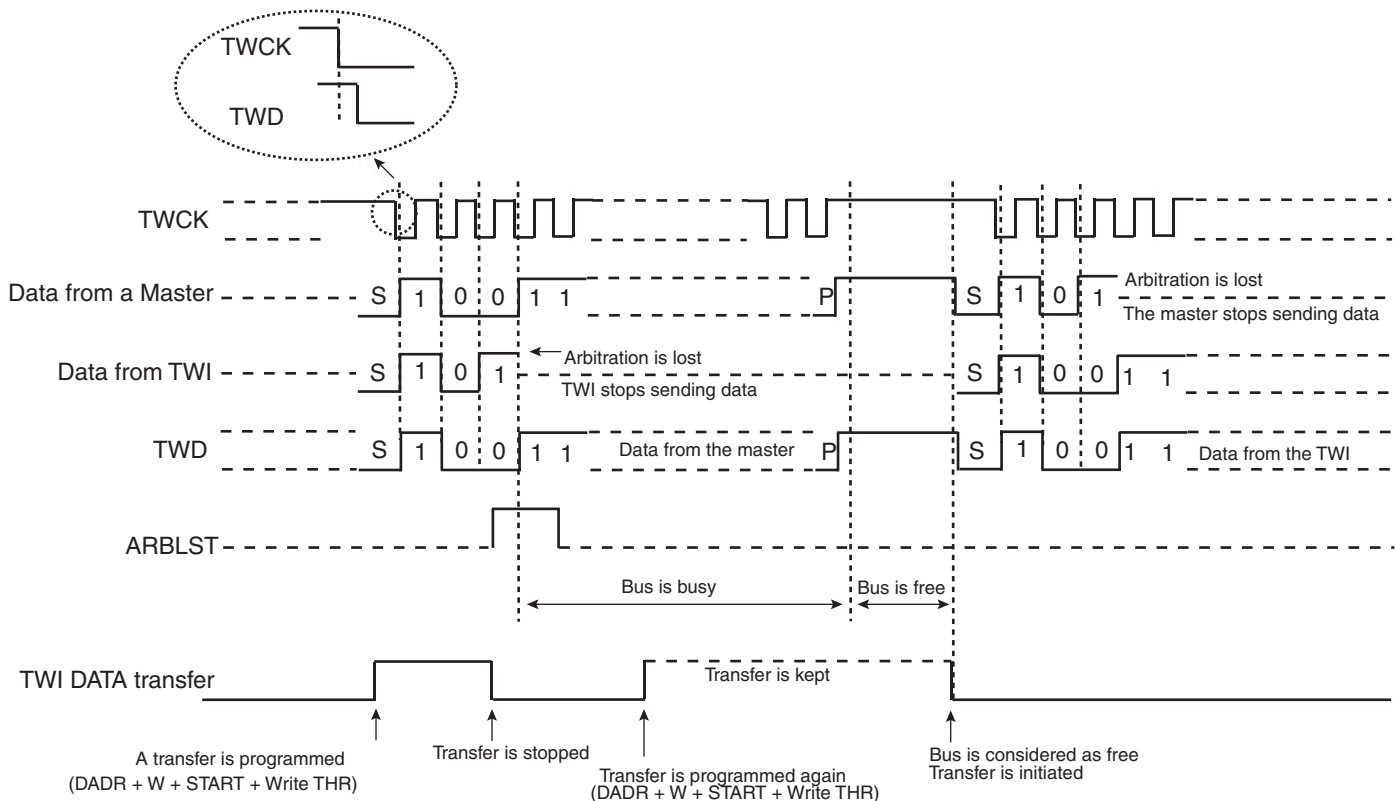 TWCK
TWD
TWCK
Data from a Master
S 1 0 0 1 1
P
S 1 0 1
Arbitration is lost
The master stops sending data
Data from TWI
S 1 0 1
Arbitration is lost
TWI stops sending data
S 1 0 0 1 1
TWD
S 1 0 0 1 1
Data from the master
P
S 1 0 0 1 1
Data from the TWI
ARBLST
Bus is busy
Bus is free
TWI DATA transfer
Transfer is kept
A transfer is programmed
(DADR + W + START + Write THR)
Transfer is stopped
Transfer is programmed again
(DADR + W + START + Write THR)
Bus is considered as free
Transfer is initiated